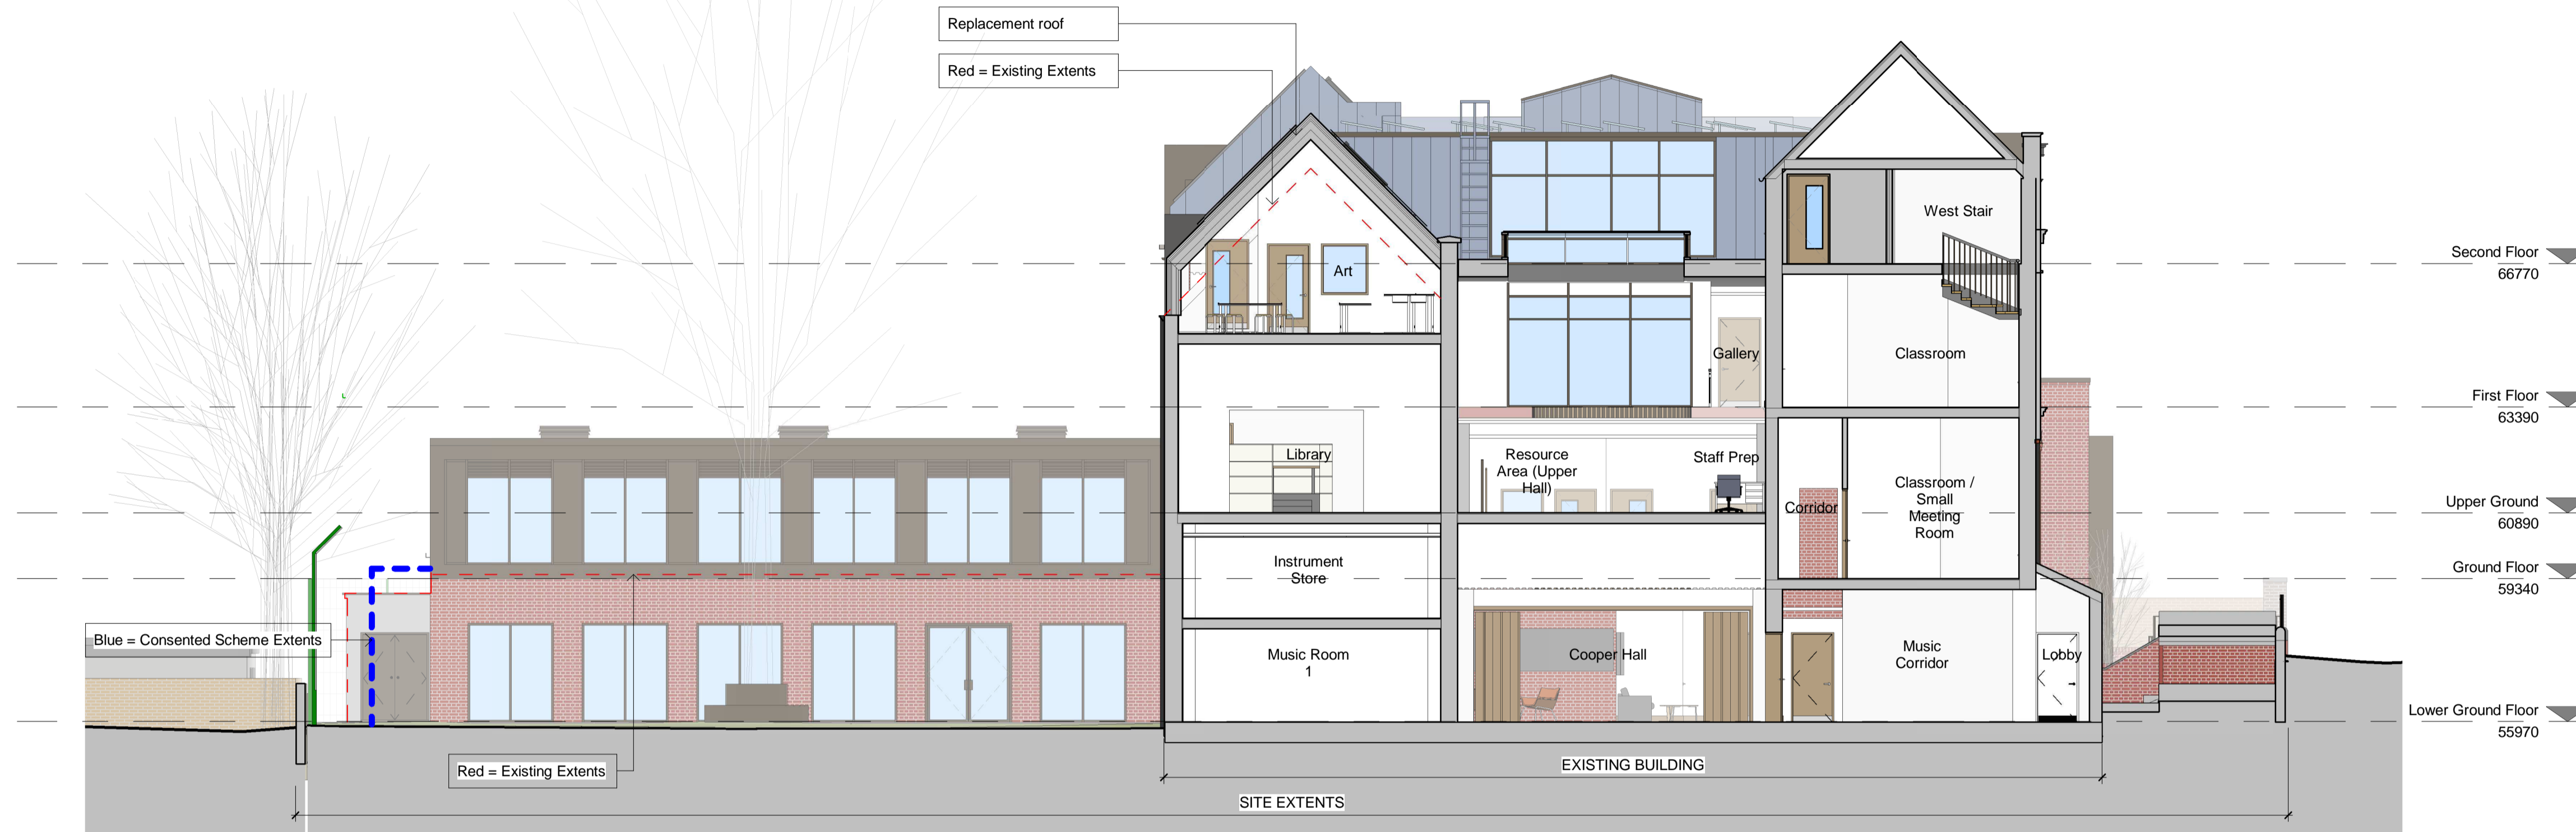 Replacement roof
Red = Existing Extents
West Stair
Second Floor
66770
Art
Gallery
Classroom
First Floor
63390
Library
Resource
Area (Upper
Hall)
Staff Prep
Corridor
Classroom /
Small
Meeting
Room
Upper Ground
60890
Instrument
Store
Ground Floor
59340
Blue = Consented Scheme Extents
Music Room
1
Cooper Hall
Music
Corridor
Lobby
Lower Ground Floor
55970
Red = Existing Extents
EXISTING BUILDING
SITE EXTENTS